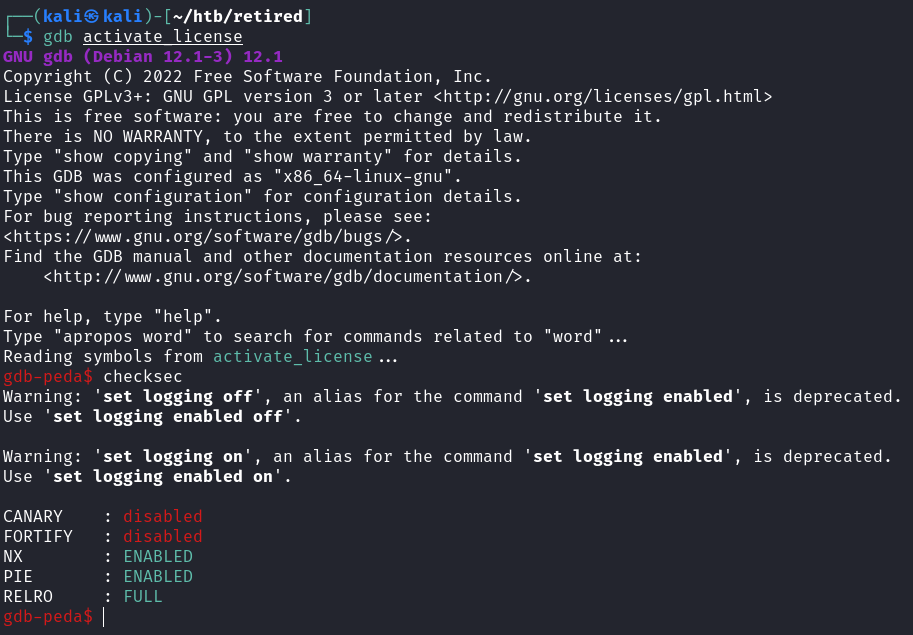 ┌──(kali㉿kali)-[~/htb/retired]
└─$ gdb activate_license
GNU gdb (Debian 12.1-3) 12.1
Copyright (C) 2022 Free Software Foundation, Inc.
License GPLv3+: GNU GPL version 3 or later <http://gnu.org/licenses/gpl.html>
This is free software: you are free to change and redistribute it.
There is NO WARRANTY, to the extent permitted by law.
Type "show copying" and "show warranty" for details.
This GDB was configured as "x86_64-linux-gnu".
Type "show configuration" for configuration details.
For bug reporting instructions, please see:
<https://www.gnu.org/software/gdb/bugs/>.
Find the GDB manual and other documentation resources online at:
    <http://www.gnu.org/software/gdb/documentation/>.

For help, type "help".
Type "apropos word" to search for commands related to "word"...
Reading symbols from activate_license...
gdb-peda$ checksec
Warning: 'set logging off', an alias for the command 'set logging enabled', is deprecated.
Use 'set logging enabled off'.

Warning: 'set logging on', an alias for the command 'set logging enabled', is deprecated.
Use 'set logging enabled on'.

CANARY    : disabled
FORTIFY   : disabled
NX        : ENABLED
PIE       : ENABLED
RELRO     : FULL
gdb-peda$